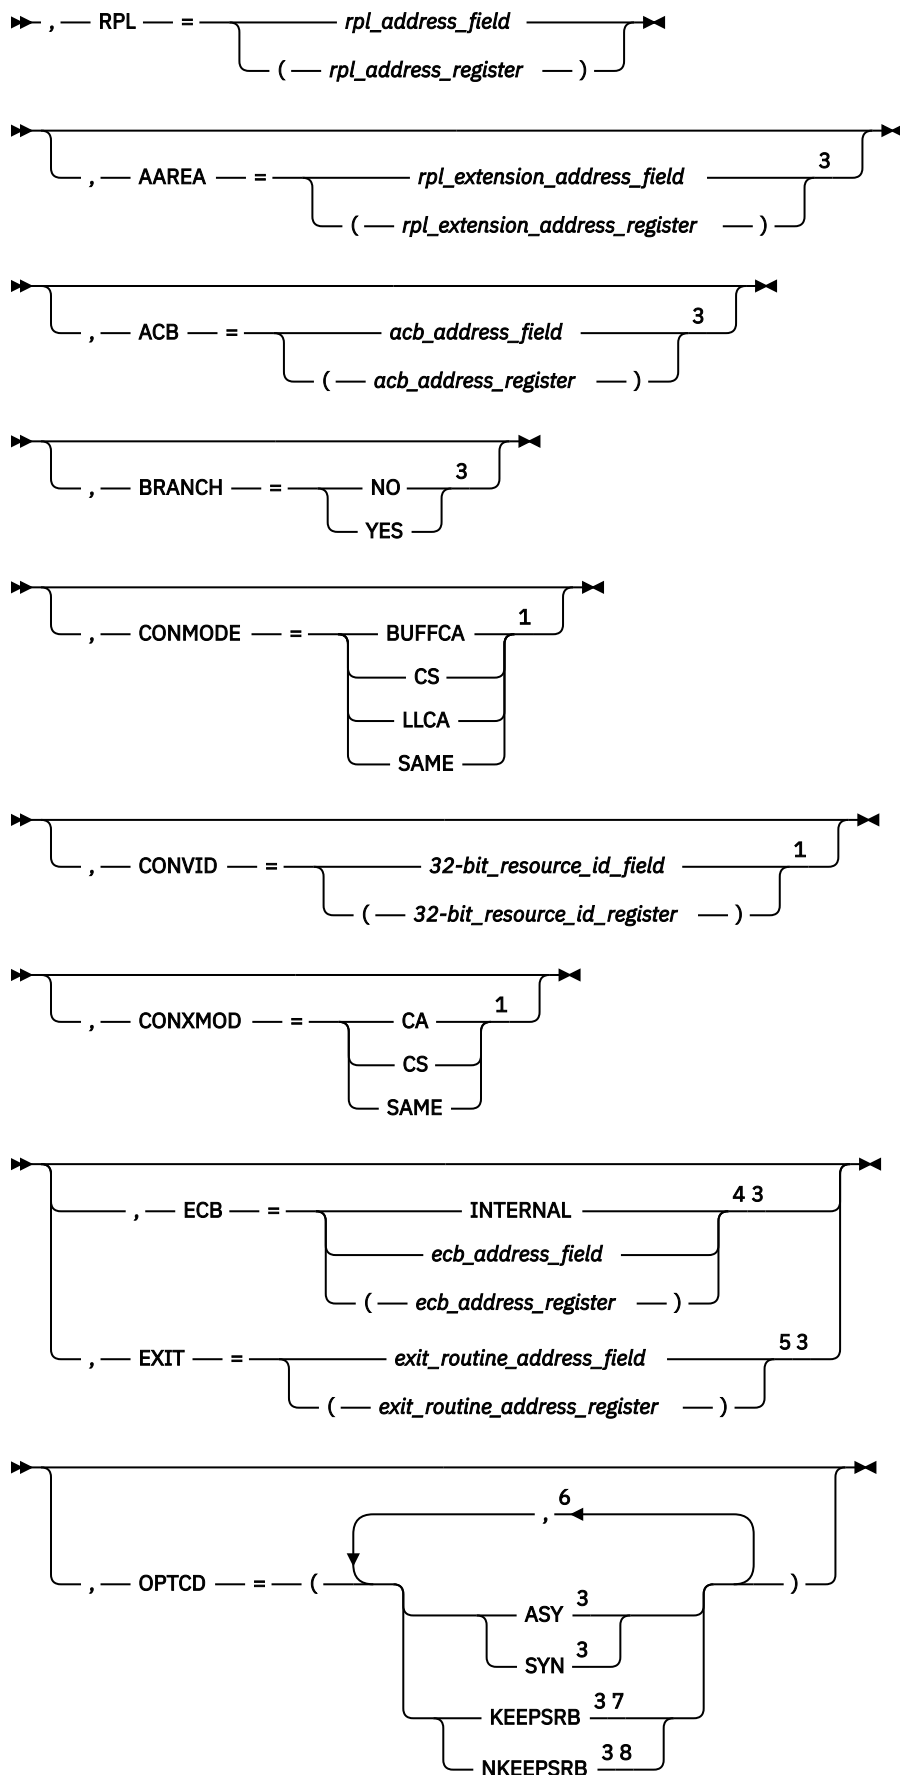 , RPL = rpl_address_field
( rpl_address_register )
3
, AAREA = rpl_extension_address_field
( rpl_extension_address_register )
3
, ACB = acb_address_field
( acb_address_register )
3
, BRANCH = NO
YES
1
, CONMODE = BUFFCA
CS
LLCA
SAME
1
, CONVID = 32-bit_resource_id_field
( 32-bit_resource_id_register )
1
, CONXMOD = CA
CS
SAME
4 3
, ECB = INTERNAL
ecb_address_field
( ecb_address_register )
5 3
, EXIT = exit_routine_address_field
( exit_routine_address_register )
6
,
, OPTCD = ( )
ASY 3
SYN 3
KEEPSRB 3 7
NKEEPSRB 3 8